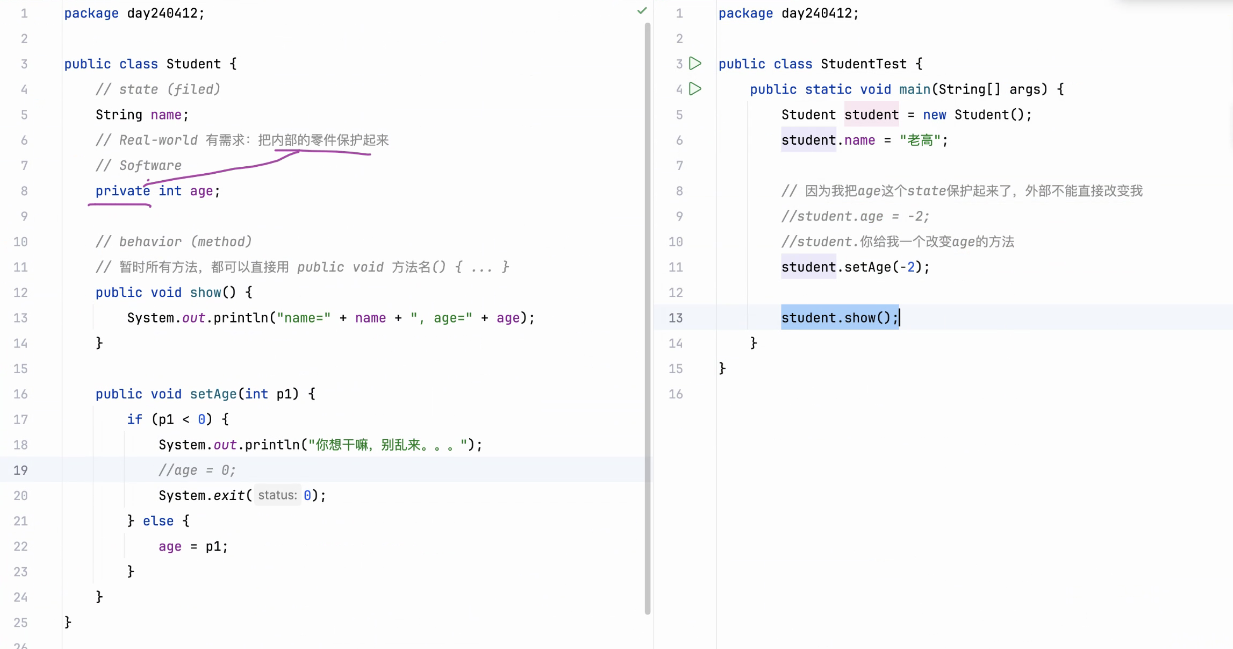 1 package day240412;
2
3 public class Student {
4 // state (filed)
5 String name;
6 // Real-world 有需求：把内部的零件保护起来
7 // Software
8 private int age;
9
10 // behavior (method)
11 // 暂时所有方法，都可以直接用 public void 方法名() { ... }
12 public void show() {
13 System.out.println("name=" + name + ", age=" + age);
14 }
15
16 public void setAge(int p1) {
17 if (p1 < 0) {
18 System.out.println("你想干嘛，别乱来。。。");
19 //age = 0;
20 System.exit( status: 0);
21 } else {
22 age = p1;
23 }
24 }
25 }
26
1 package day240412;
2
3 public class StudentTest {
4 public static void main(String[] args) {
5 Student student = new Student();
6 student.name = "老高";
7
8 // 因为我把age这个state保护起来了，外部不能直接改变我
9 //student.age = -2;
10 //student.你给我一个改变age的方法
11 student.setAge(-2);
12
13 student.show();
14 }
15 }
16